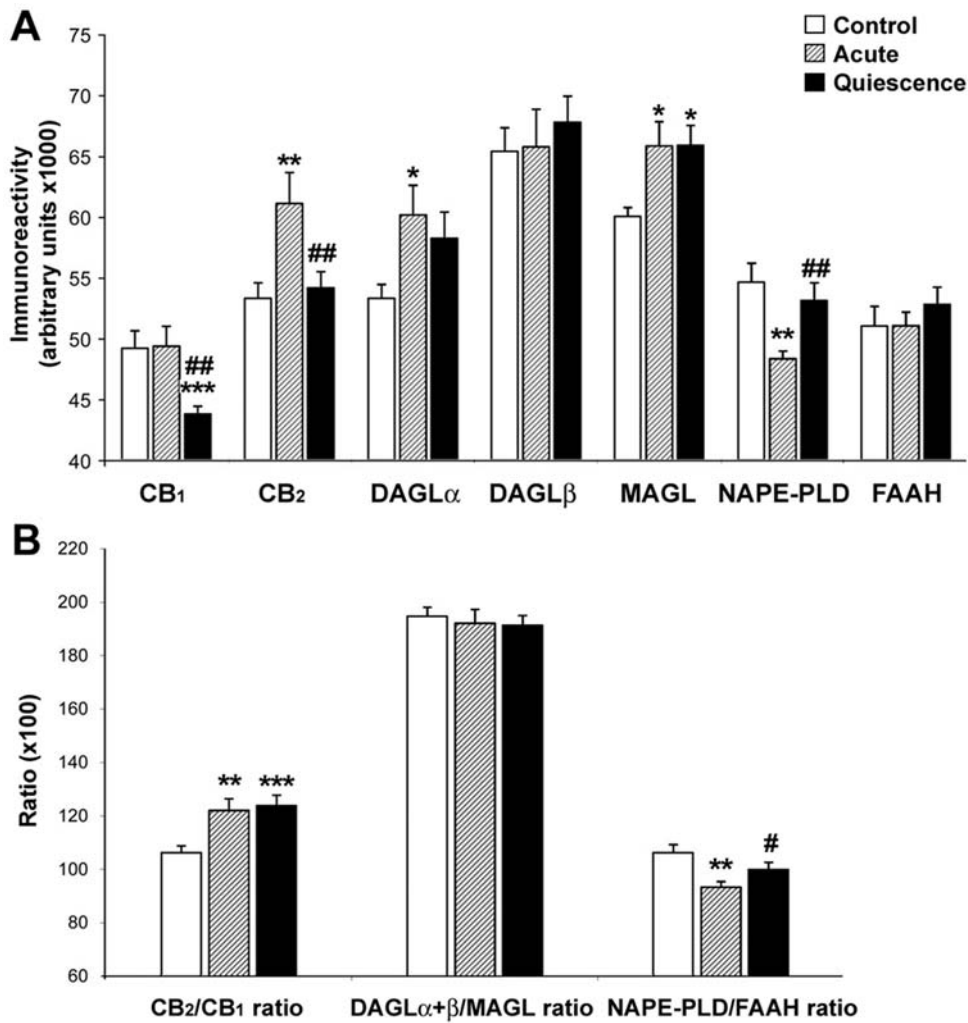 A
Control
Acute
Quiescence
Immunoreactivity
(arbitrary units x1000)
75
70
65
60
55
50
45
40
##
***
**
##
*
*
*
**
##
CB1
CB2
DAGLα
DAGLβ
MAGL
NAPE-PLD
FAAH
B
Ratio (x100)
220
200
180
160
140
120
100
80
60
**
***
**
#
CB2/CB1 ratio
DAGLα+β/MAGL ratio
NAPE-PLD/FAAH ratio